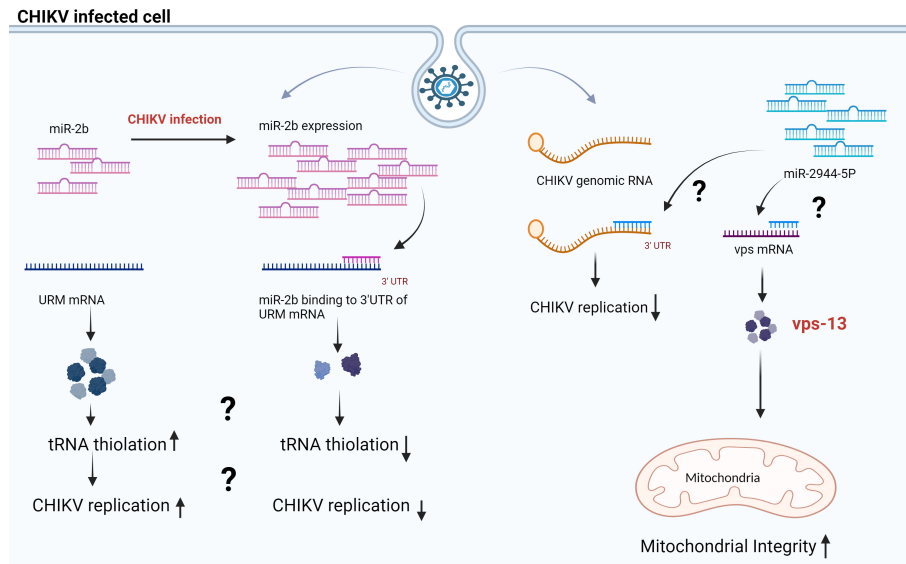 CHIKV infected cell
miR-2b
CHIKV infection
miR-2b expression
URM mRNA
3' UTR
miR-2b binding to 3'UTR of
URM mRNA
?
tRNA thiolation
tRNA thiolation
?
CHIKV replication
CHIKV replication
CHIKV genomic RNA
miR-2944-5P
?
?
3' UTR
vps mRNA
CHIKV replication
vps-13
Mitochondria
Mitochondrial Integrity